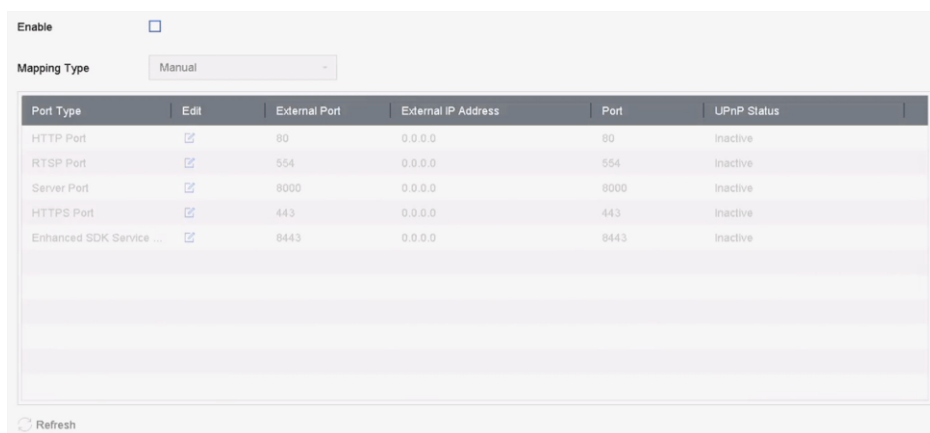 Enable
Mapping Type Manual
Port Type Edit External Port External IP Address Port UPnP Status
HTTP Port 80 0.0.0.0 80 Inactive
RTSP Port 554 0.0.0.0 554 Inactive
Server Port 8000 0.0.0.0 8000 Inactive
HTTPS Port 443 0.0.0.0 443 Inactive
Enhanced SDK Service ... 8443 0.0.0.0 8443 Inactive
Refresh